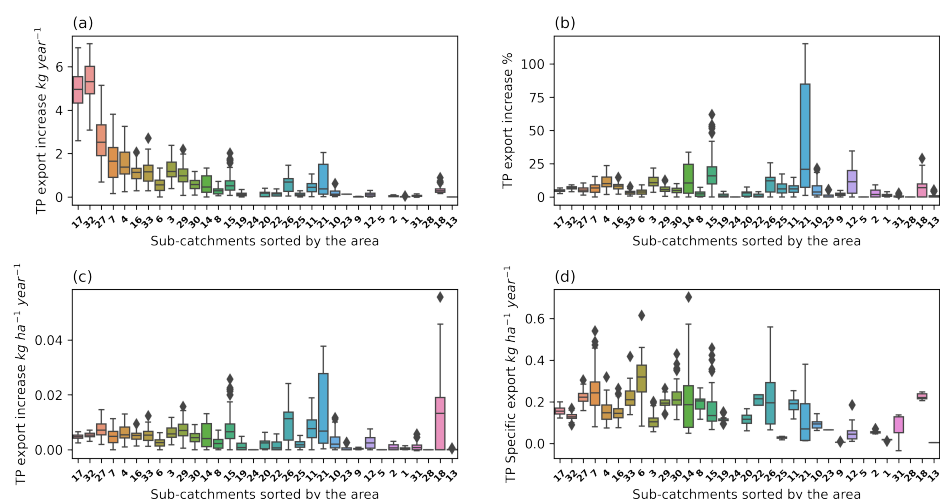 (a)
TP export increase kg year⁻¹
6
4
2
0
17 32 27 7 4 16 33 6 3 29 30 14 8 15 19 24 20 22 26 25 11 21 10 23 9 12 5 2 1 31 28 18 13
Sub-catchments sorted by the area
(b)
TP export increase %
100
75
50
25
0
17 32 27 7 4 16 33 6 3 29 30 14 8 15 19 24 20 22 26 25 11 21 10 23 9 12 5 2 1 31 28 18 13
Sub-catchments sorted by the area
(c)
TP export increase kg ha⁻¹ year⁻¹
0.04
0.02
0.00
17 32 27 7 4 16 33 6 3 29 30 14 8 15 19 24 20 22 26 25 11 21 10 23 9 12 5 2 1 31 28 18 13
Sub-catchments sorted by the area
(d)
TP Specific export kg ha⁻¹ year⁻¹
0.6
0.4
0.2
0.0
17 32 27 7 4 16 33 6 3 29 30 14 8 15 19 24 20 22 26 25 11 21 10 23 9 12 5 2 1 31 28 18 13
Sub-catchments sorted by the area